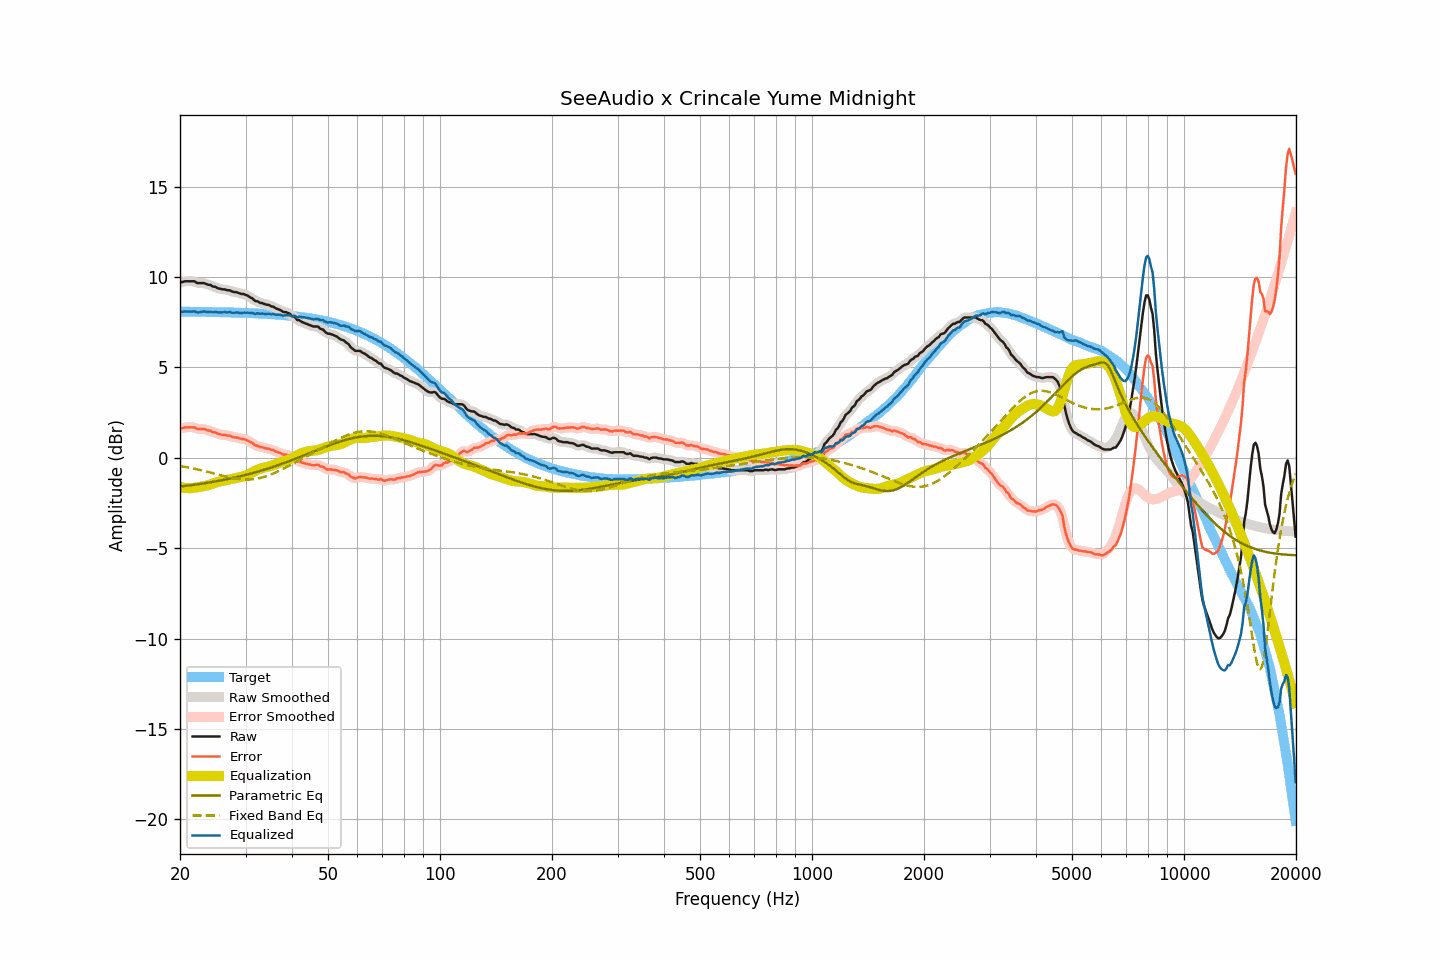 SeeAudio x Crincale Yume Midnight
Amplitude (dBr)
15
10
5
0
−5
−10
−15
−20
Target
Raw Smoothed
Error Smoothed
Raw
Error
Equalization
Parametric Eq
Fixed Band Eq
Equalized
20 50 100 200 500 1000 2000 5000 10000 20000
Frequency (Hz)